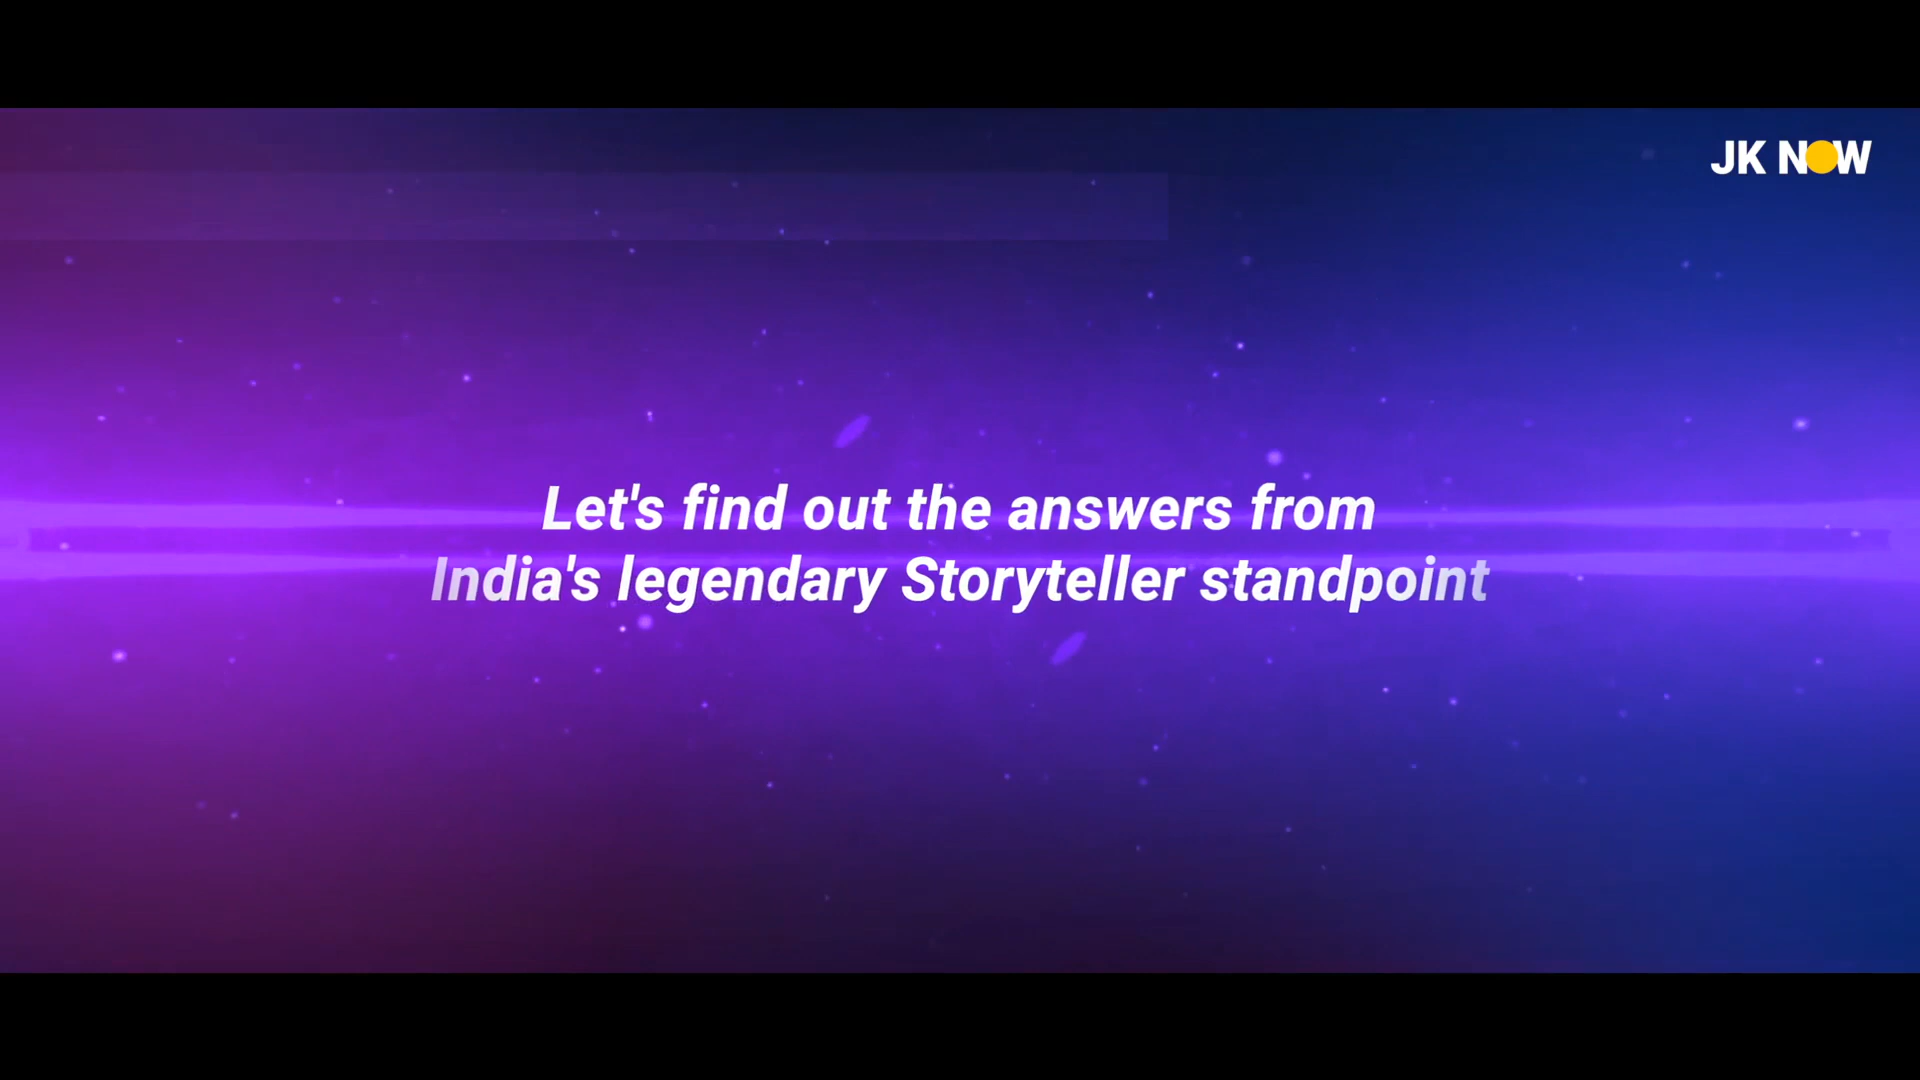 JK NOW
Let's find out the answers from
India's legendary Storyteller standpoint